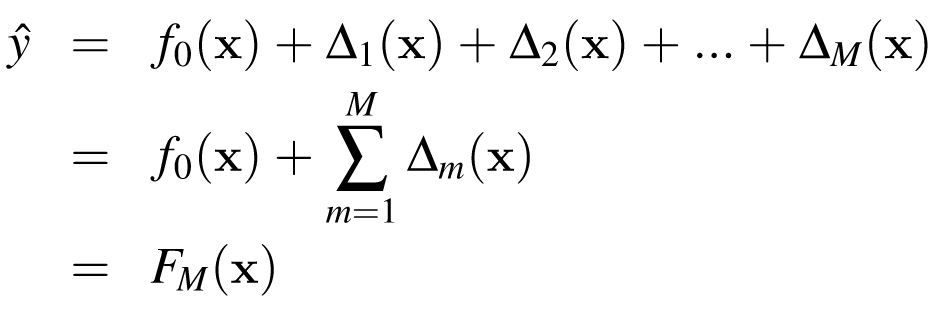 ŷ = f₀(𝐱) + Δ₁(𝐱) + Δ₂(𝐱) + ... + Δ_M(𝐱)
= f₀(𝐱) + ∑_{m=1}^{M} Δ_m(𝐱)
= F_M(𝐱)